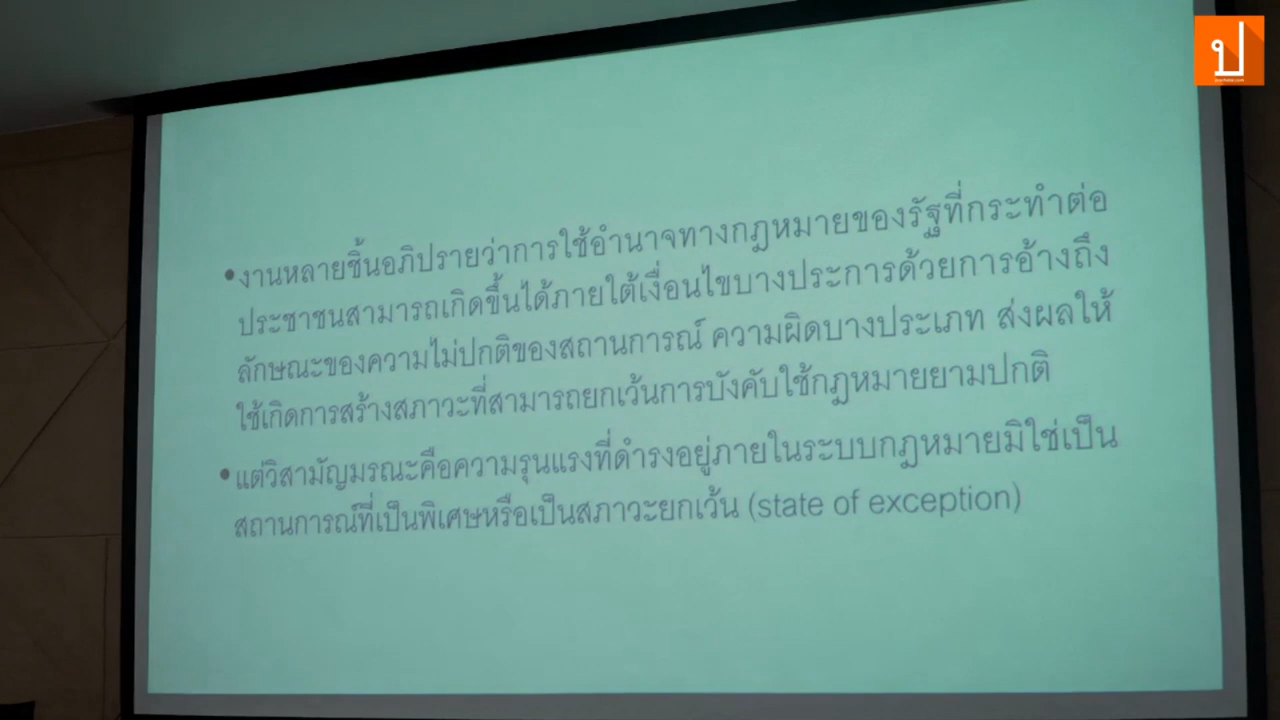 ป
•งานหลายชิ้นอภิปรายว่าการใช้อำนาจทางกฎหมายของรัฐที่กระทำต่อ
ประชาชนสามารถเกิดขึ้นได้ภายใต้เงื่อนไขบางประการด้วยการอ้างถึง
ลักษณะของความไม่ปกติของสถานการณ์ ความผิดบางประเภท ส่งผลให้
ใช้เกิดการสร้างสภาวะที่สามารถยกเว้นการบังคับใช้กฎหมายยามปกติ
•แต่วิสามัญมรณะคือความรุนแรงที่ดำรงอยู่ภายในระบบกฎหมายมิใช่เป็น
สถานการณ์ที่เป็นพิเศษหรือเป็นสภาวะยกเว้น (state of exception)